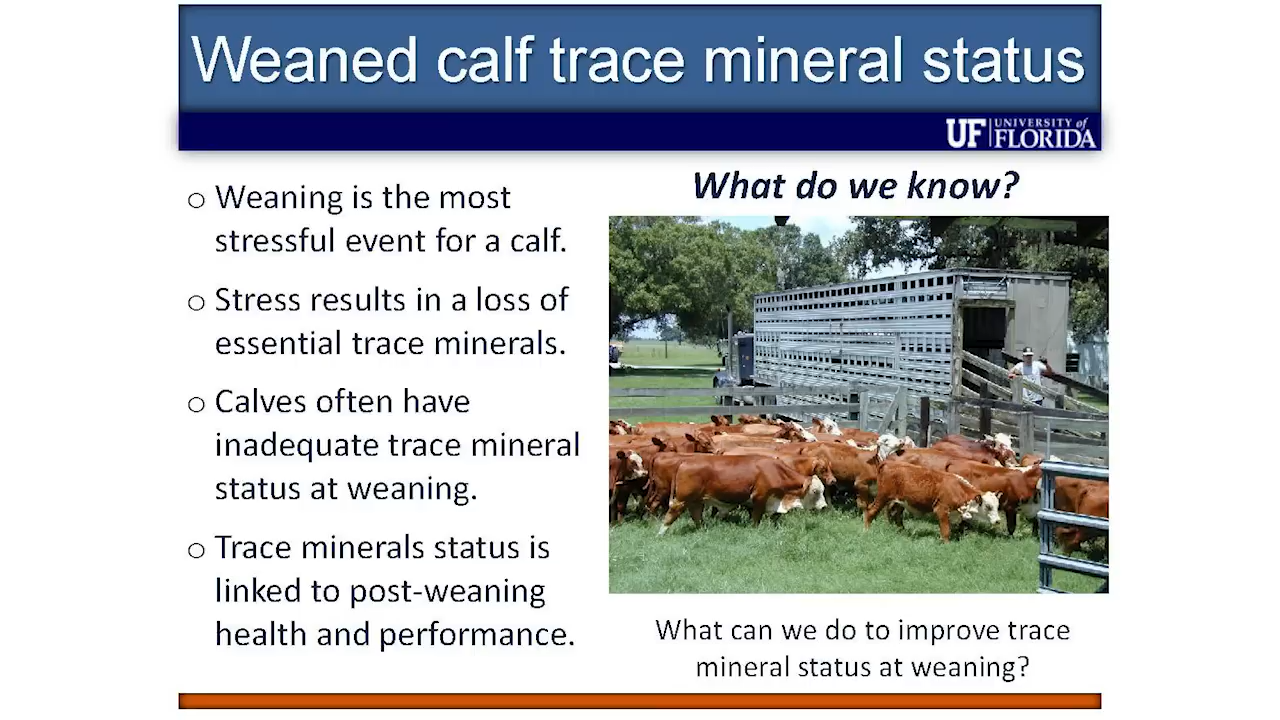 Weaned calf trace mineral status
UF UNIVERSITY of
FLORIDA
Weaning is the most
stressful event for a calf.
Stress results in a loss of
essential trace minerals.
Calves often have
inadequate trace mineral
status at weaning.
Trace minerals status is
linked to post-weaning
health and performance.
What do we know?
What can we do to improve trace
mineral status at weaning?